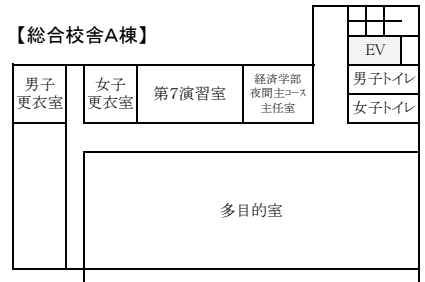 【総合校舎A棟】
EV
男子
更衣室
女子
更衣室
第7演習室
経済学部
夜間主コース
主任室
男子トイレ
女子トイレ
多目的室